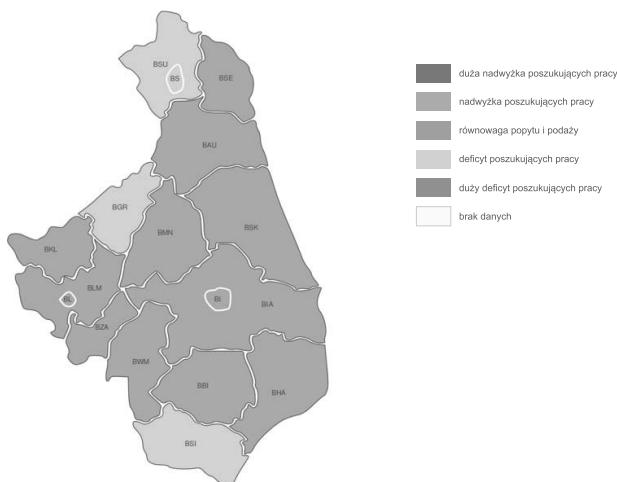 BSU
BS
BSE
BAU
BGR
BMN
BSK
BKL
BLM
BL
BI
BIA
BZA
BWM
BBI
BHA
BSI
duża nadwyżka poszukujących pracy
nadwyżka poszukujących pracy
równowaga popytu i podaży
deficyt poszukujących pracy
duży deficyt poszukujących pracy
brak danych